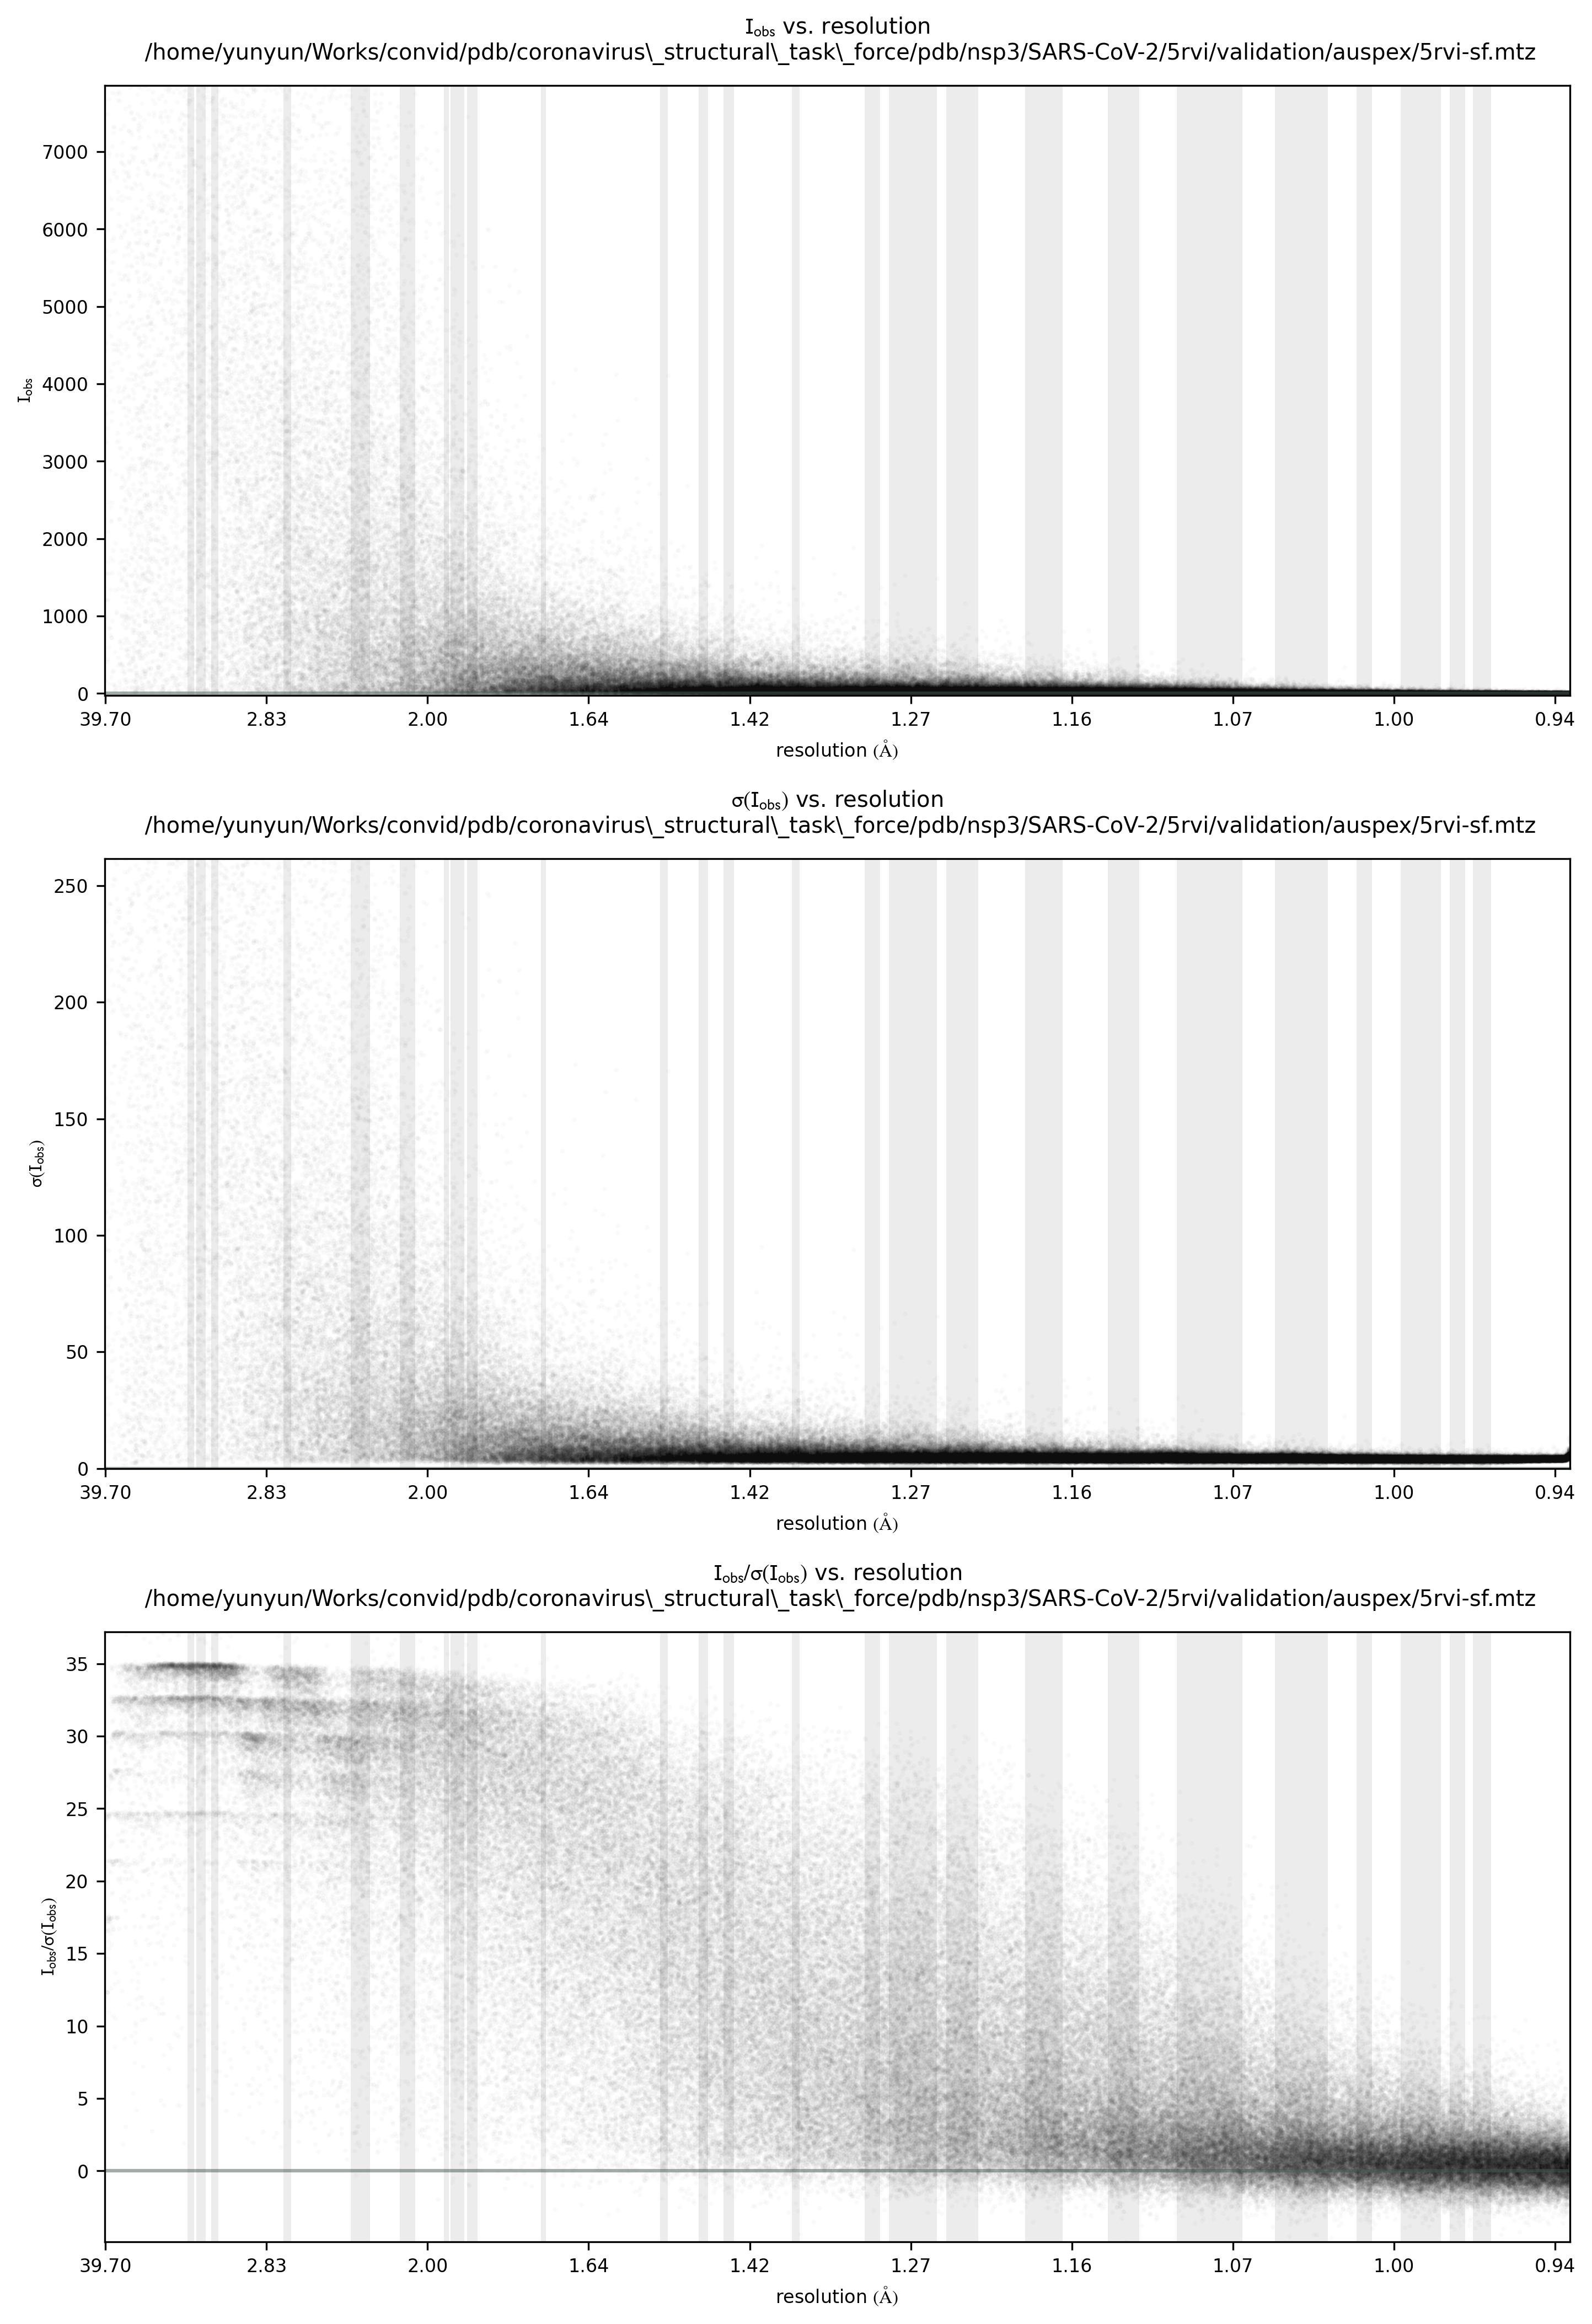 Iobs vs. resolution
/home/yunyun/Works/convid/pdb/coronavirus\_structural\_task\_force/pdb/nsp3/SARS-CoV-2/5rvi/validation/auspex/5rvi-sf.mtz
7000
6000
5000
4000
3000
2000
1000
0
Iobs
39.70 2.83 2.00 1.64 1.42 1.27 1.16 1.07 1.00 0.94
resolution (Å)
σ(Iobs) vs. resolution
/home/yunyun/Works/convid/pdb/coronavirus\_structural\_task\_force/pdb/nsp3/SARS-CoV-2/5rvi/validation/auspex/5rvi-sf.mtz
250
200
150
100
50
0
σ(Iobs)
39.70 2.83 2.00 1.64 1.42 1.27 1.16 1.07 1.00 0.94
resolution (Å)
Iobs/σ(Iobs) vs. resolution
/home/yunyun/Works/convid/pdb/coronavirus\_structural\_task\_force/pdb/nsp3/SARS-CoV-2/5rvi/validation/auspex/5rvi-sf.mtz
35
30
25
20
15
10
5
0
Iobs/σ(Iobs)
39.70 2.83 2.00 1.64 1.42 1.27 1.16 1.07 1.00 0.94
resolution (Å)